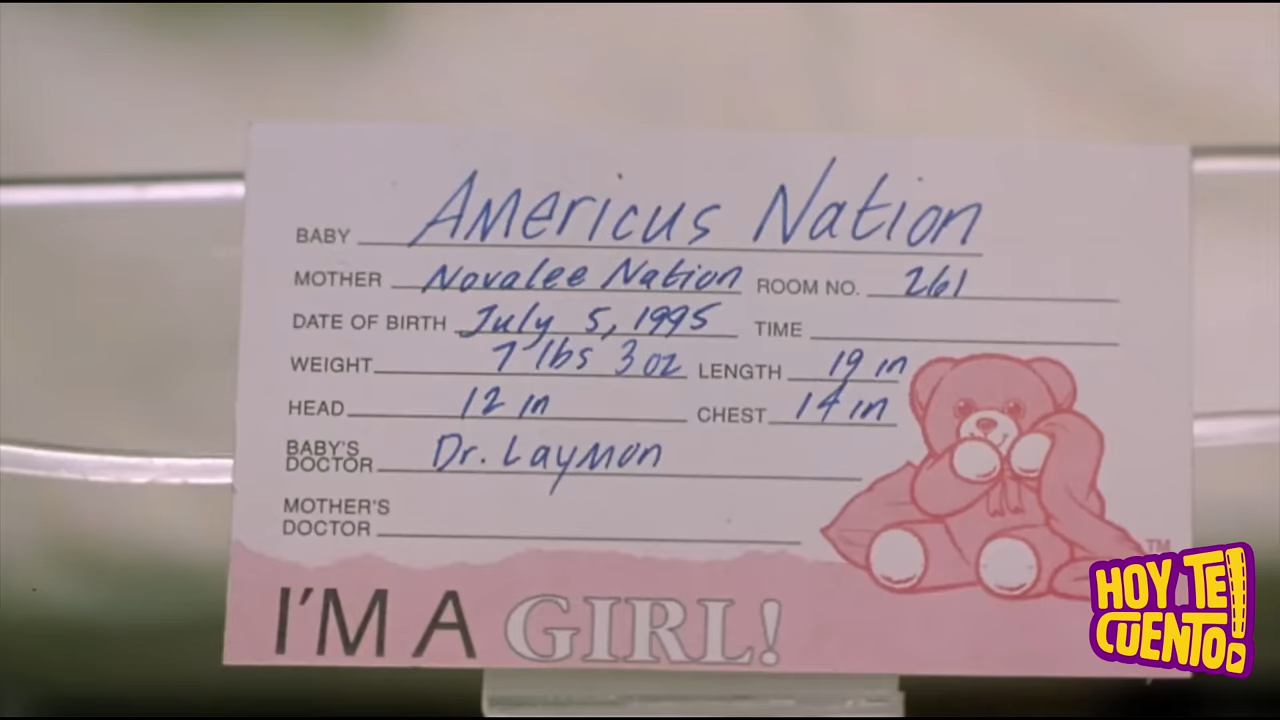 BABY Americus Nation
MOTHER Novalee Nation ROOM NO. 261
DATE OF BIRTH July 5, 1995 TIME
WEIGHT 7 lbs 3 oz LENGTH 19 in
HEAD 12 in CHEST 14 in
BABY'S
DOCTOR Dr. Laymon
MOTHER'S
DOCTOR
TM
I'M A GIRL!
HOY TE
CUENTO!